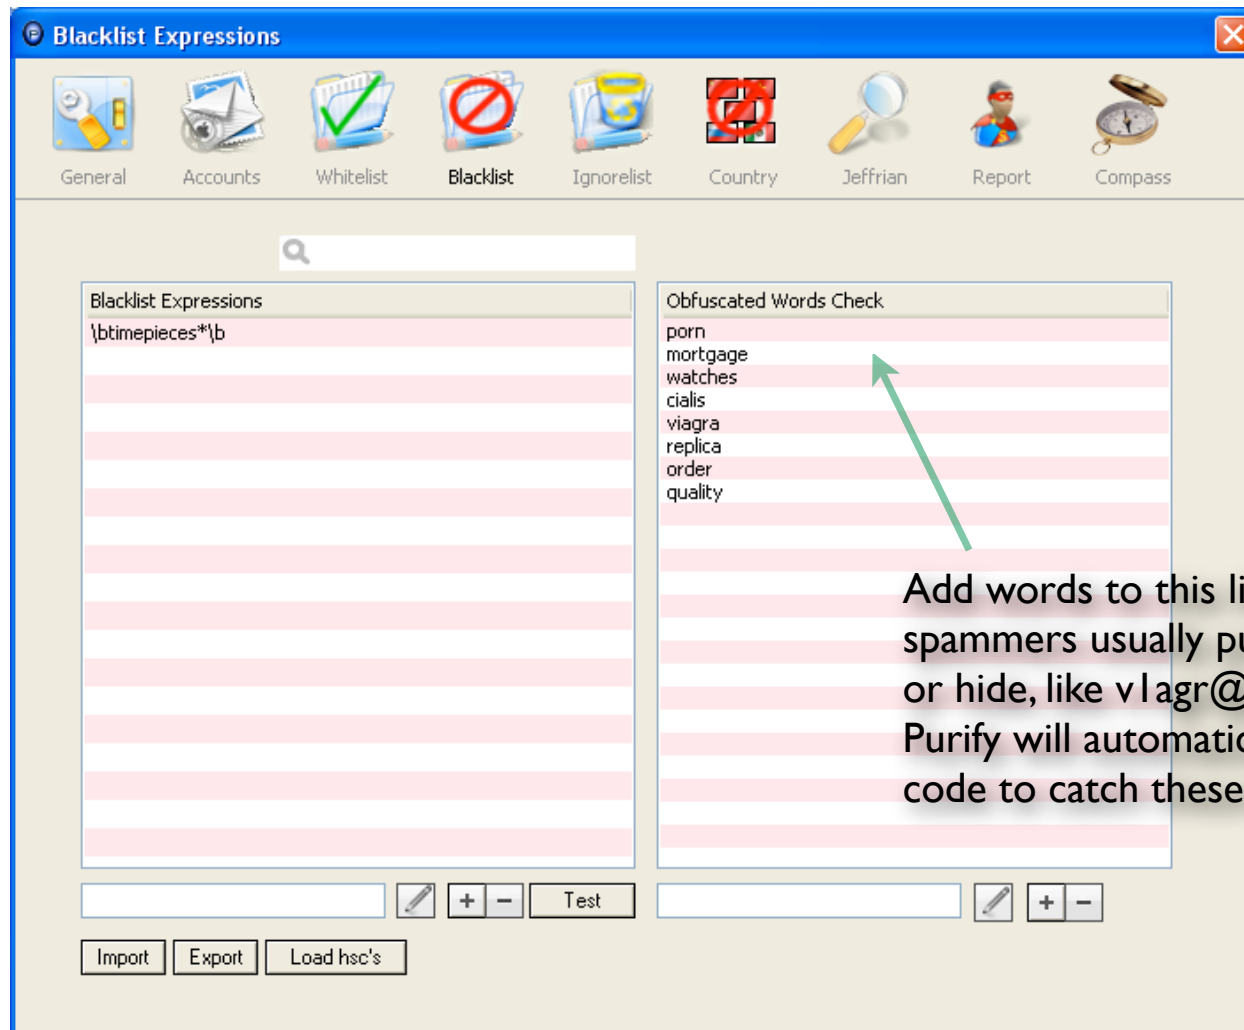 Blacklist Expressions
General Accounts Whitelist Blacklist Ignorelist Country Jeffrian Report Compass
Blacklist Expressions
\btimepieces*\b
Obfuscated Words Check
porn
mortgage
watches
cialis
viagra
replica
order
quality
Add words to this
spammers usually
or hide, like v1agr@
Purify will
code to catch these
Test
Import Export Load hsc's